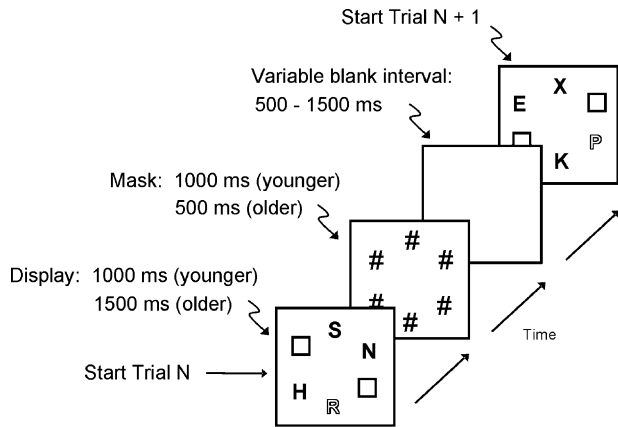 Start Trial N + 1
Variable blank interval:
500 - 1500 ms
X
E
P
K
Mask: 1000 ms (younger)
500 ms (older)
# # #
# # #
Display: 1000 ms (younger)
1500 ms (older)
S
N
H
R
Start Trial N
Time